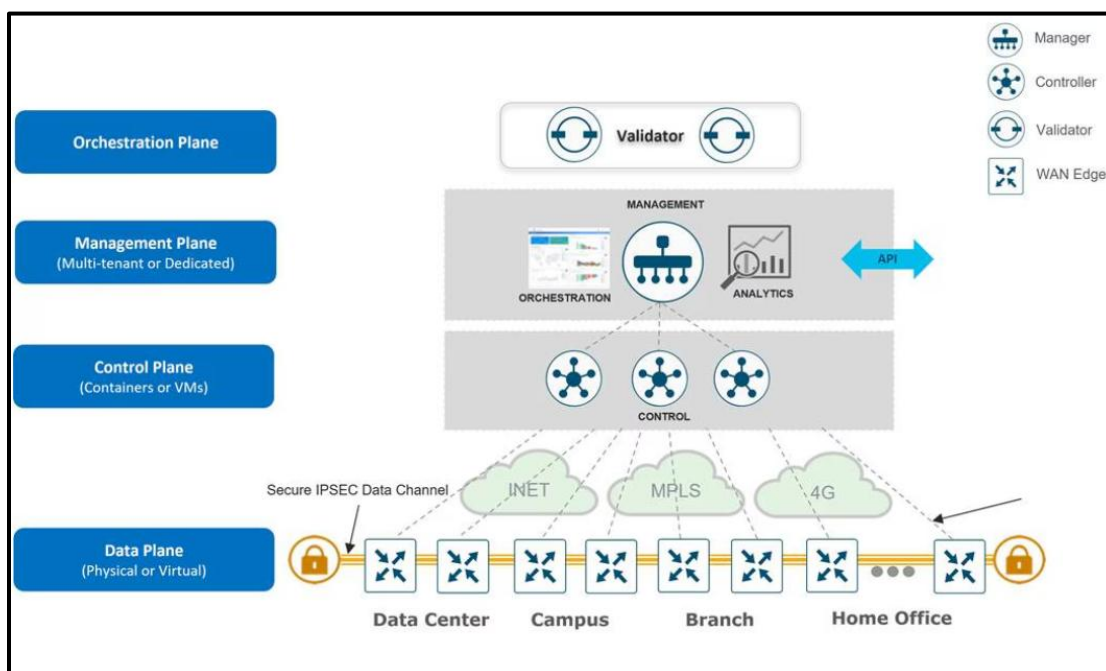 Manager
Controller
Validator
WAN Edge
Orchestration Plane
Validator
Management Plane
(Multi-tenant or Dedicated)
MANAGEMENT
ORCHESTRATION
ANALYTICS
API
Control Plane
(Containers or VMs)
CONTROL
INET
MPLS
4G
Secure IPSEC Data Channel
Data Plane
(Physical or Virtual)
Data Center
Campus
Branch
Home Office